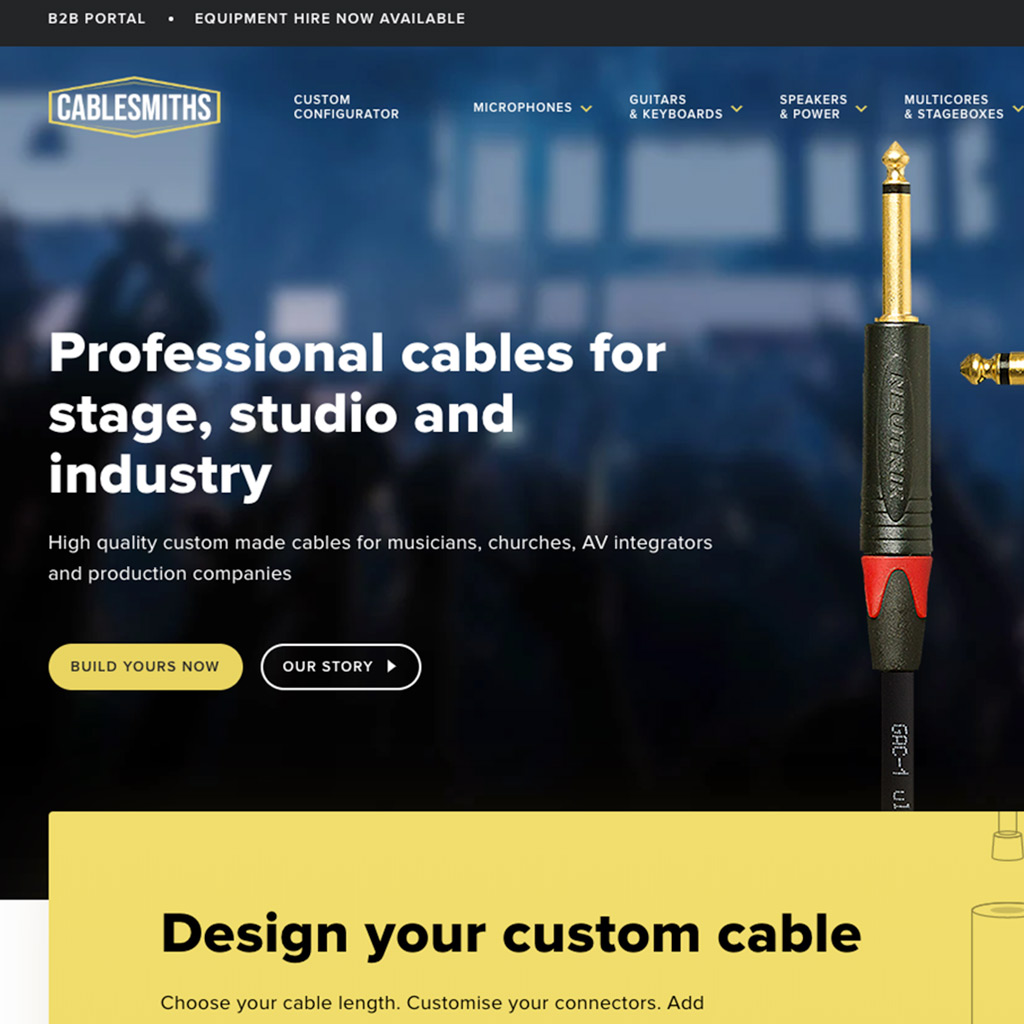 B2B PORTAL • EQUIPMENT HIRE NOW AVAILABLE
CABLESMITHS
CUSTOM
CONFIGURATOR
MICROPHONES
GUITARS
& KEYBOARDS
SPEAKERS
& POWER
MULTICORES
& STAGEBOXES
Professional cables for
stage, studio and
industry
High quality custom made cables for musicians, churches, AV integrators
and production companies
BUILD YOURS NOW
OUR STORY
NEUTRIK
GAC-1
Design your custom cable
Choose your cable length. Customise your connectors. Add